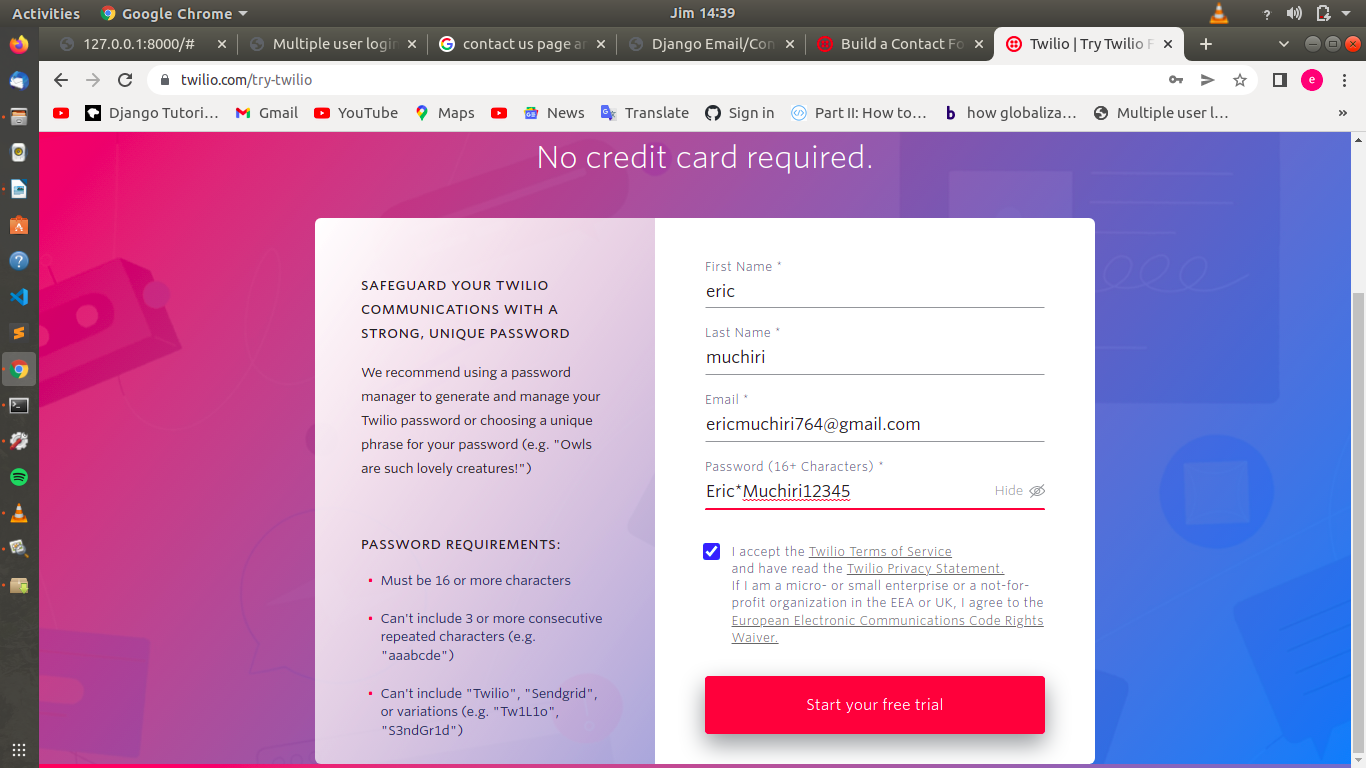 Activities Google Chrome Jim 14:39
127.0.0.1:8000/# Multiple user login contact us page an Django Email/Con Build a Contact Fo Twilio | Try Twilio F
twilio.com/try-twilio e
Django Tutori... Gmail YouTube Maps News Translate Sign in Part II: How to... how globaliza... Multiple user l... »
No credit card required.
SAFEGUARD YOUR TWILIO
COMMUNICATIONS WITH A
STRONG, UNIQUE PASSWORD
We recommend using a password
manager to generate and manage your
Twilio password or choosing a unique
phrase for your password (e.g. "Owls
are such lovely creatures!")
PASSWORD REQUIREMENTS:
• Must be 16 or more characters
• Can't include 3 or more consecutive
repeated characters (e.g.
"aaabcde")
• Can't include "Twilio", "Sendgrid",
or variations (e.g. "Tw1L1o",
"S3ndGr1d")
First Name *
eric
Last Name *
muchiri
Email *
ericmuchiri764@gmail.com
Password (16+ Characters) *
Eric*Muchiri12345 Hide
I accept the Twilio Terms of Service
and have read the Twilio Privacy Statement.
If I am a micro- or small enterprise or a not-for-
profit organization in the EEA or UK, I agree to the
European Electronic Communications Code Rights
Waiver.
Start your free trial